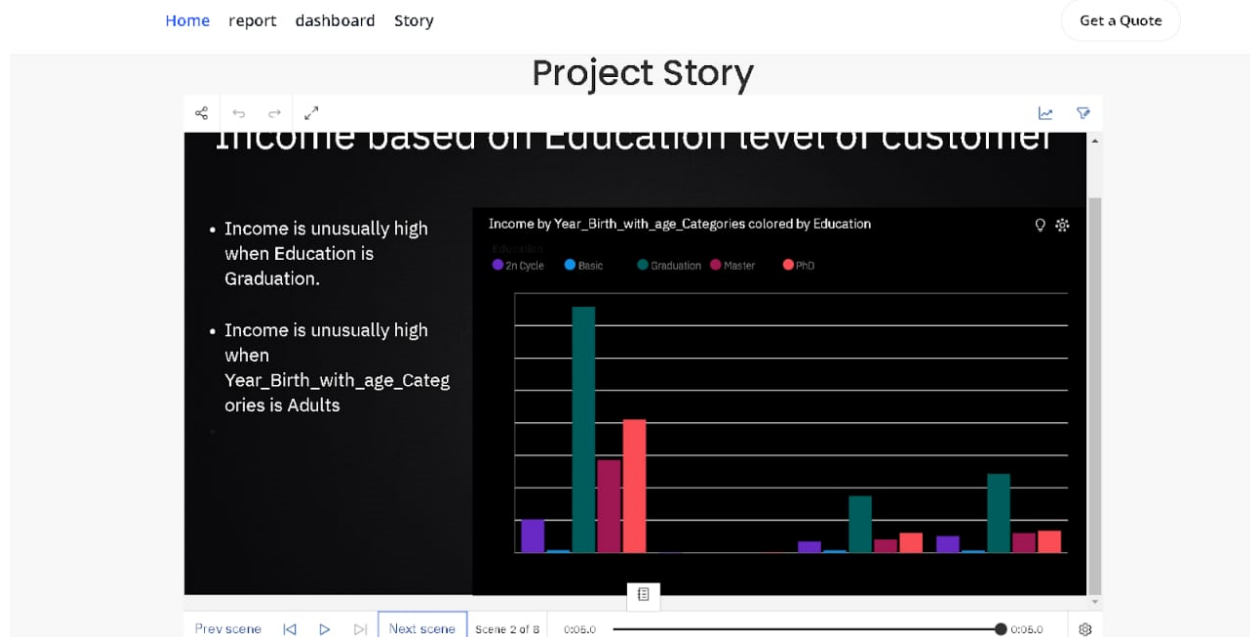 Home report dashboard Story
Get a Quote
Project Story
Income based on Education level of customer
• Income is unusually high
when Education is
Graduation.
• Income is unusually high
when
Year_Birth_with_age_Categ
ories is Adults
Income by Year_Birth_with_age_Categories colored by Education
Education
2n Cycle Basic Graduation Master PhD
Prev scene Next scene Scene 2 of 8 0:05.0 0:05.0